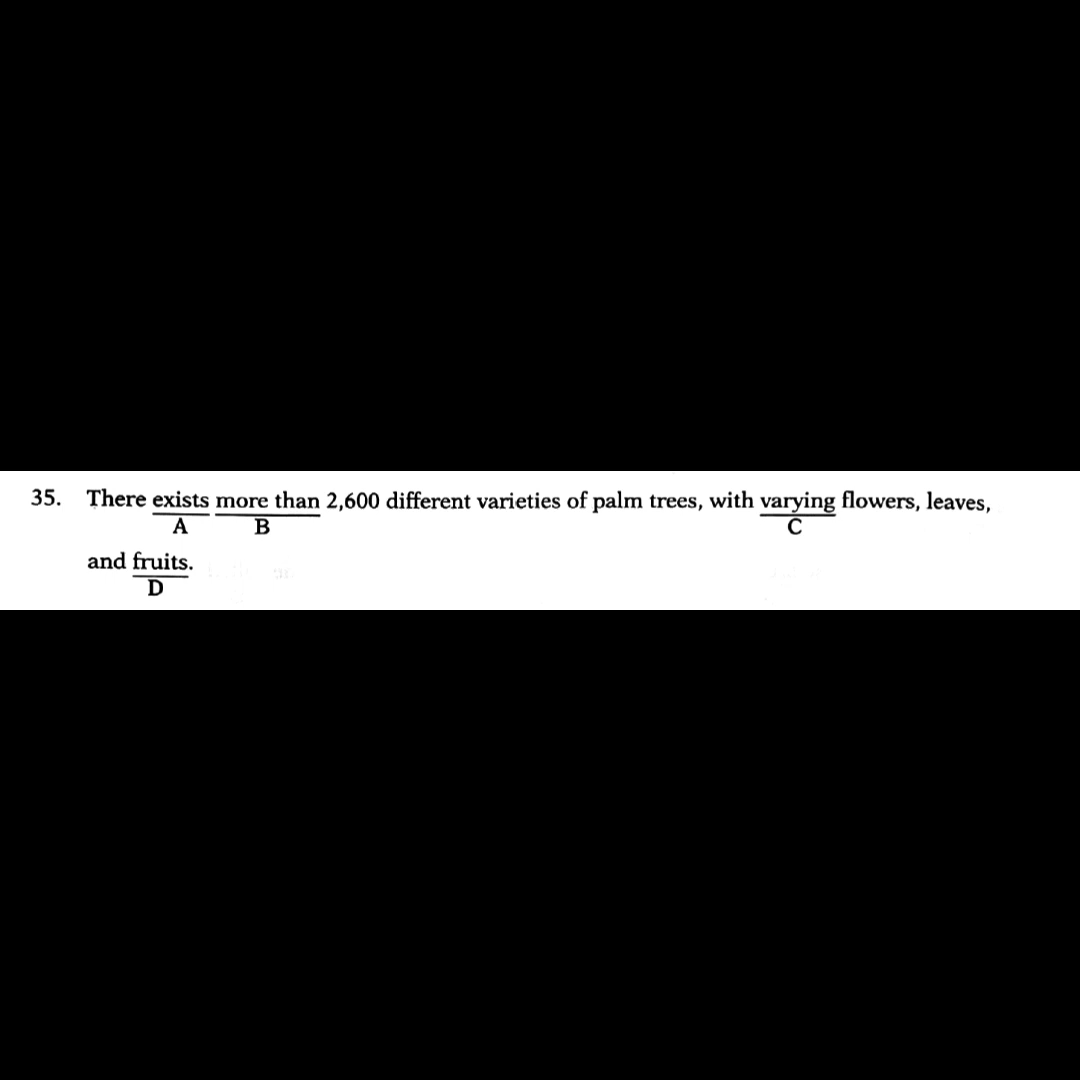 35. There exists more than 2,600 different varieties of palm trees, with varying flowers, leaves,
A B C
and fruits.
D